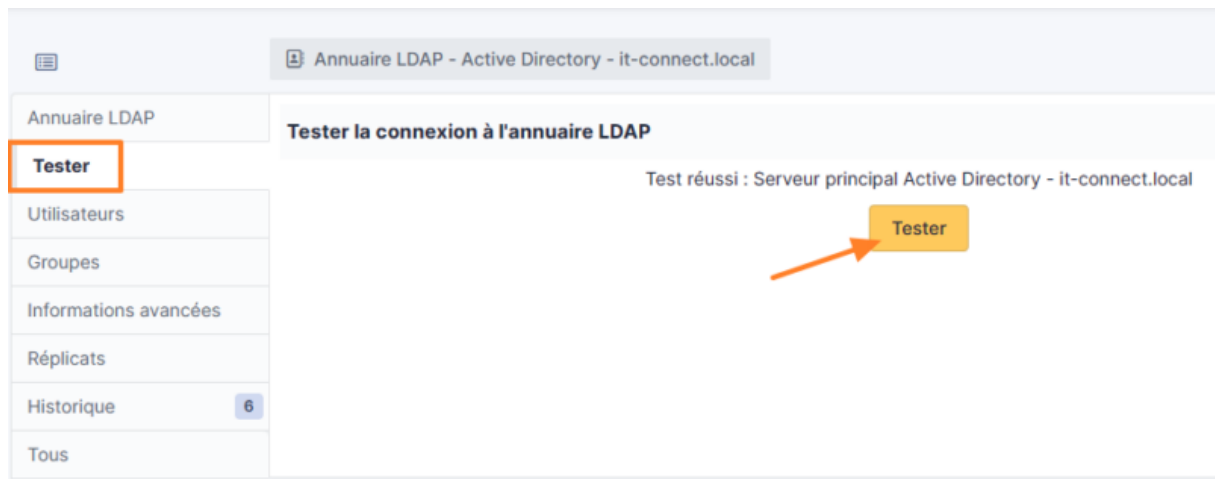 Annuaire LDAP - Active Directory - it-connect.local
Annuaire LDAP
Tester
Utilisateurs
Groupes
Informations avancées
Réplicats
Historique 6
Tous
Tester la connexion à l'annuaire LDAP
Test réussi : Serveur principal Active Directory - it-connect.local
Tester